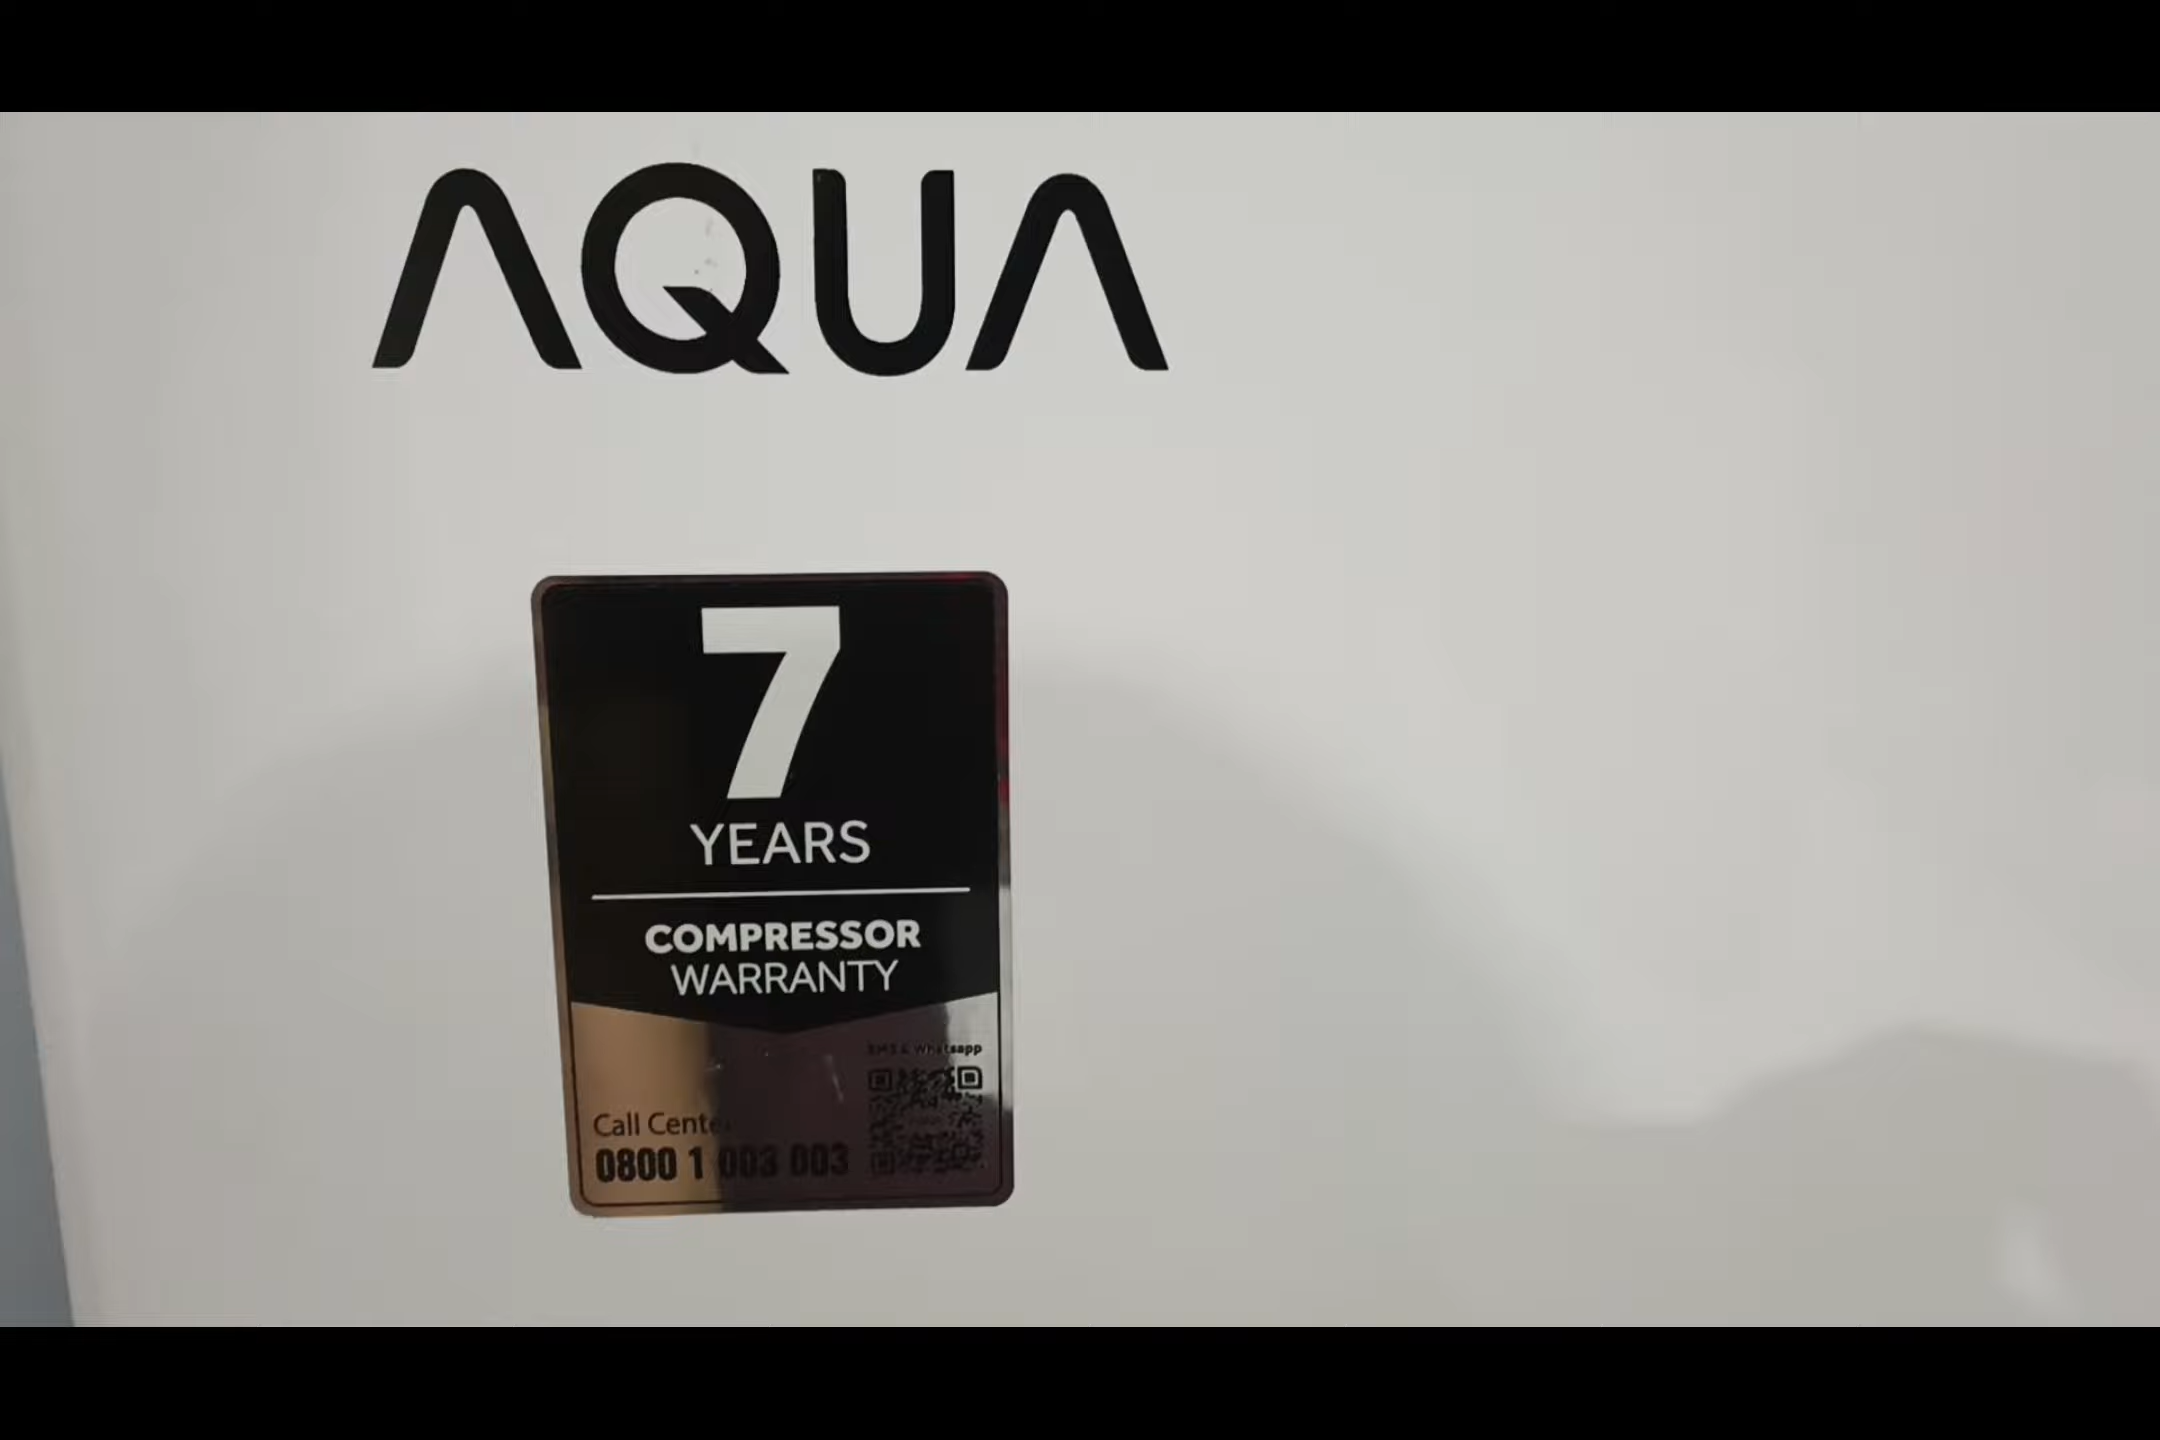 AQUA
7
YEARS
COMPRESSOR
WARRANTY
SMS & Whatsapp
Call Center
0800 1 003 003